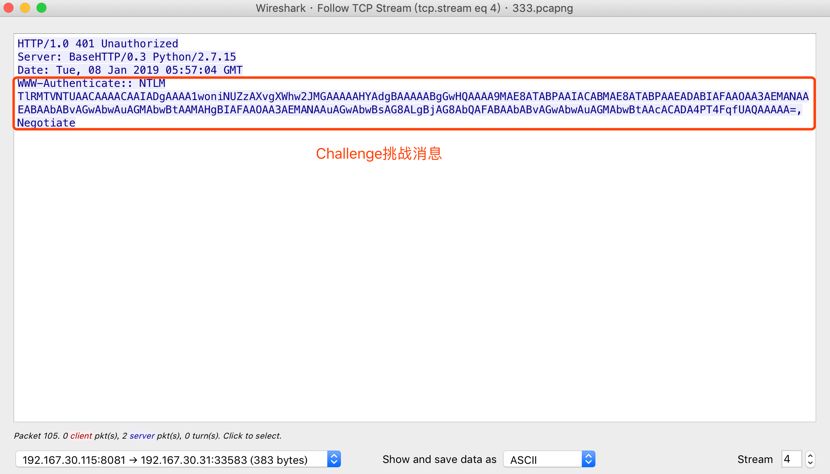 Wireshark · Follow TCP Stream (tcp.stream eq 4) · 333.pcapng
HTTP/1.0 401 Unauthorized
Server: BaseHTTP/0.3 Python/2.7.15
Date: Tue, 08 Jan 2019 05:57:04 GMT
WWW-Authenticate:: NTLM
TlRMTVNTUAACAAAACAAIADgAAAA1woniNUZzAXvgXWhw2JMGAAAAAHYAdgBAAAAABgGwHQAAAA9MAE8ATABPAAIACABMAE8ATABPAAEADABIAFAAOAA3AEMANAA
EABAAbABvAGwAbwAuAGMAbwBtAAMAHgBIAFAAOAA3AEMANAAuAGwAbwBsAG8ALgBjAG8AbQAFABAAbABvAGwAbwAuAGMAbwBtAAcACADA4PT4FqfUAQAAAAA=,
Negotiate
Challenge挑战消息
Packet 105. 0 client pkt(s), 2 server pkt(s), 0 turn(s). Click to select.
192.167.30.115:8081 → 192.167.30.31:33583 (383 bytes) Show and save data as ASCII Stream 4